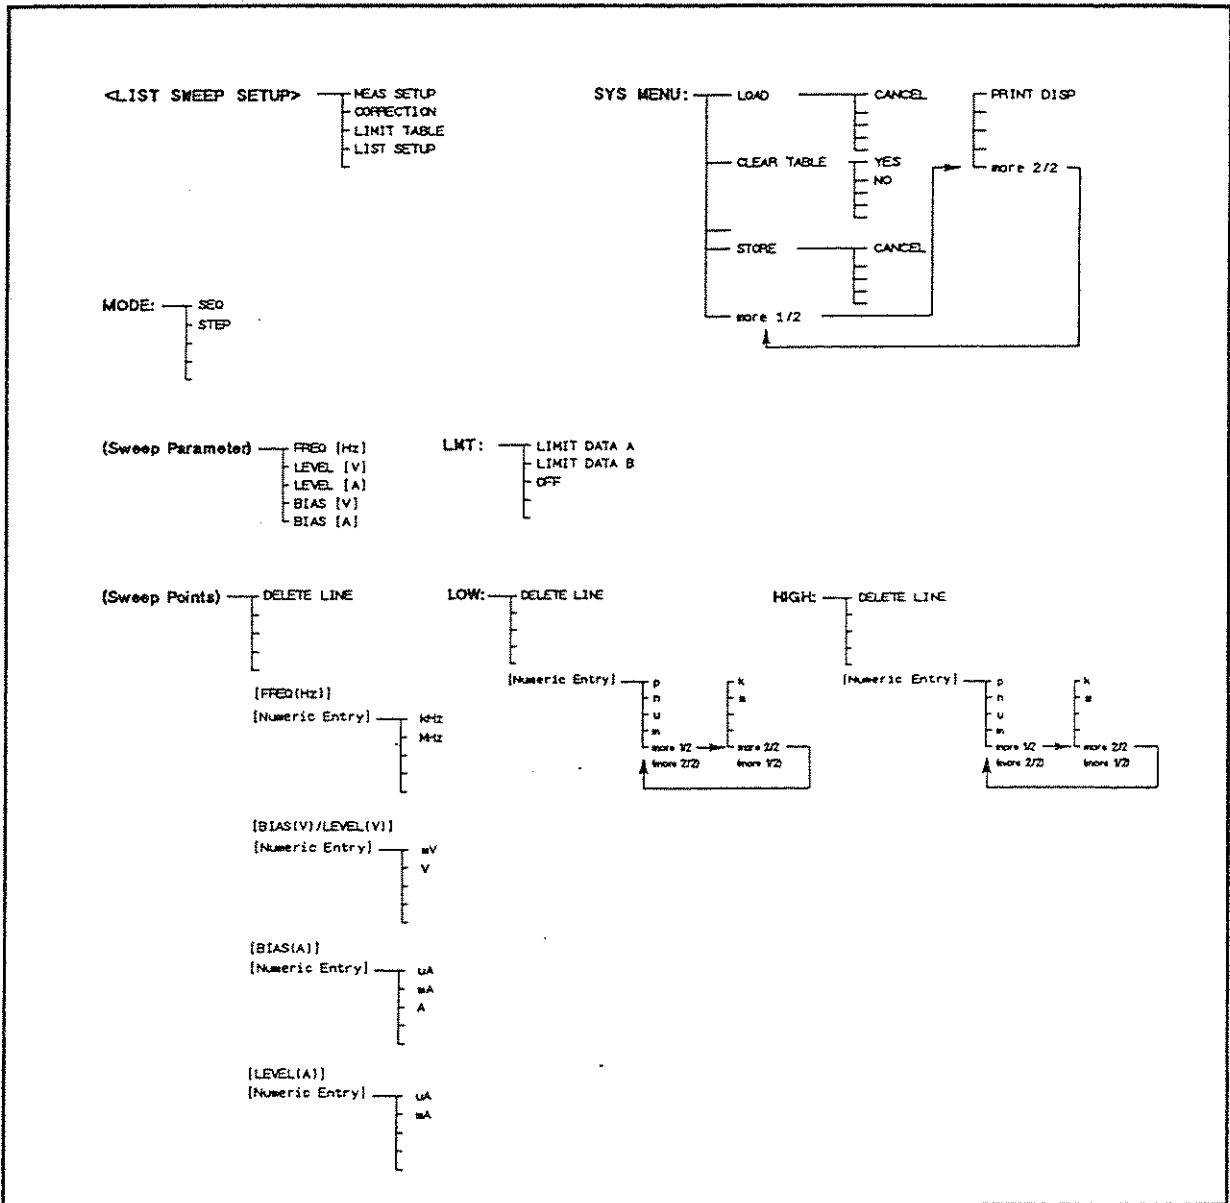 <LIST SWEEP SETUP>
MEAS SETUP
CORRECTION
LIMIT TABLE
LIST SETUP
SYS MENU:
LOAD
CANCEL
CLEAR TABLE
YES
NO
STORE
CANCEL
more 1/2
PRINT DISP
more 2/2
MODE:
SEQ
STEP
(Sweep Parameter)
FREQ [Hz]
LEVEL [V]
LEVEL [A]
BIAS [V]
BIAS [A]
LMT:
LIMIT DATA A
LIMIT DATA B
OFF
(Sweep Points)
DELETE LINE
[FREQ(Hz)]
[Numeric Entry]
kHz
MHz
[BIAS(V)/LEVEL(V)]
[Numeric Entry]
mV
V
[BIAS(A)]
[Numeric Entry]
uA
mA
A
[LEVEL(A)]
[Numeric Entry]
uA
mA
LOW:
DELETE LINE
[Numeric Entry]
p
n
u
m
more 1/2
(more 2/2)
k
more 2/2
(more 1/2)
HIGH:
DELETE LINE
[Numeric Entry]
p
n
u
m
more 1/2
(more 2/2)
k
more 2/2
(more 1/2)